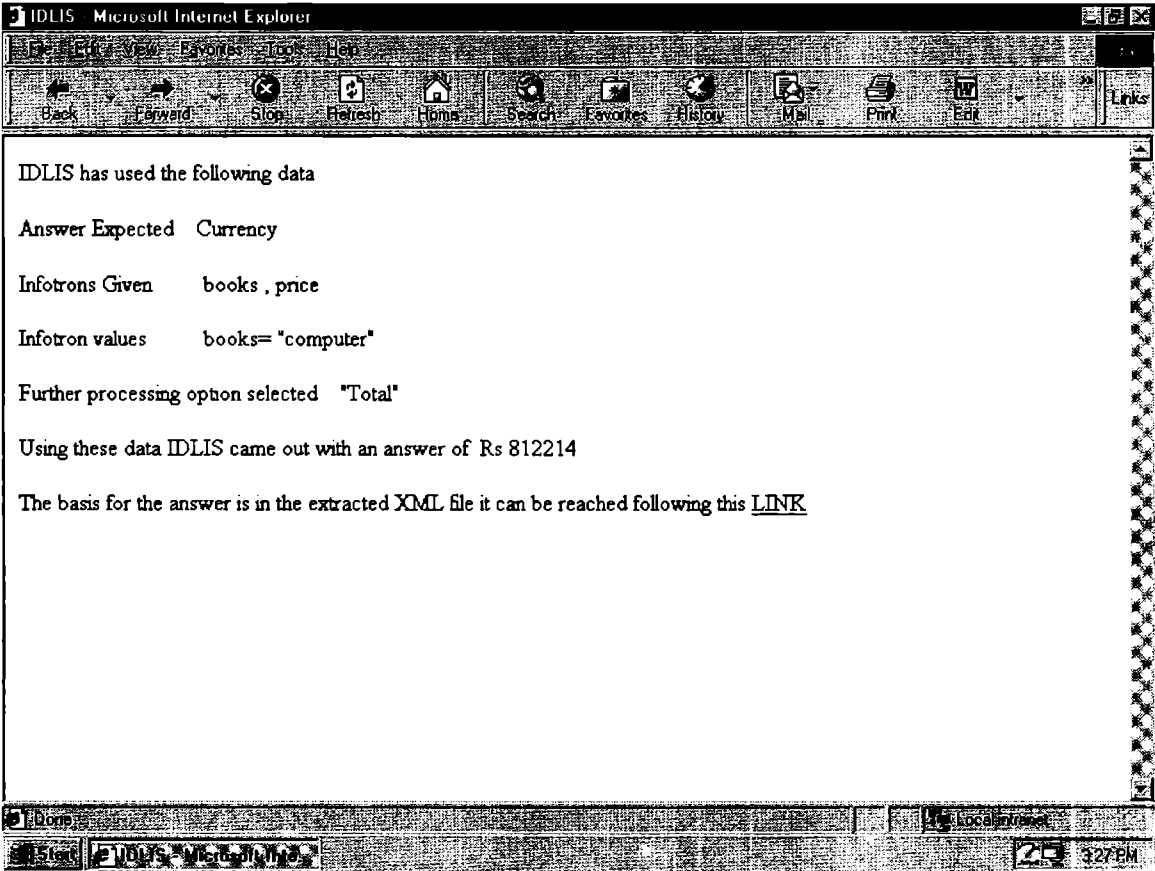 IDLIS - Microsoft Internet Explorer
File Edit View Favorites Tools Help
Back Forward Stop Refresh Home Search Favorites History Mail Print Edit Links
IDLIS has used the following data
Answer Expected Currency
Infotrons Given books , price
Infotron values books= "computer"
Further processing option selected "Total"
Using these data IDLIS came out with an answer of Rs 812214
The basis for the answer is in the extracted XML file it can be reached following this LINK
Done Local intranet
Start IDLIS - Microsoft Inte... 3:27 PM